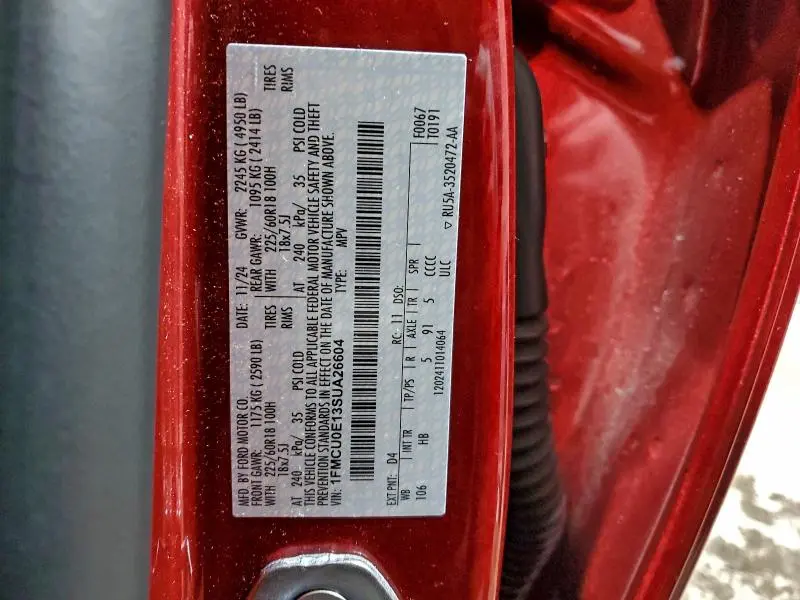 MFD. BY FORD MOTOR CO. DATE: 11/24 GVWR: 2245 KG ( 4950 LB)
FRONT GAWR: 1175 KG ( 2590 LB) REAR GAWR: 1095 KG ( 2414 LB)
WITH 225/60R18 100H TIRES WITH 225/60R18 100H TIRES
18x7.5J RIMS 18x7.5J RIMS
AT 240 kPa/ 35 PSI COLD AT 240 kPa/ 35 PSI COLD
THIS VEHICLE CONFORMS TO ALL APPLICABLE FEDERAL MOTOR VEHICLE SAFETY AND THEFT
PREVENTION STANDARDS IN EFFECT ON THE DATE OF MANUFACTURE SHOWN ABOVE.
VIN: 1FMCU0E13SUA26604 TYPE: MPV
EXT PNT: D4 RC: 11 DSO: F0067
WB INT TR TP/PS R AXLE TR SPR T0191
106 HB 5 91 5 CCCC
1202411014064 ULC ▽ RU5A-3520472-AA